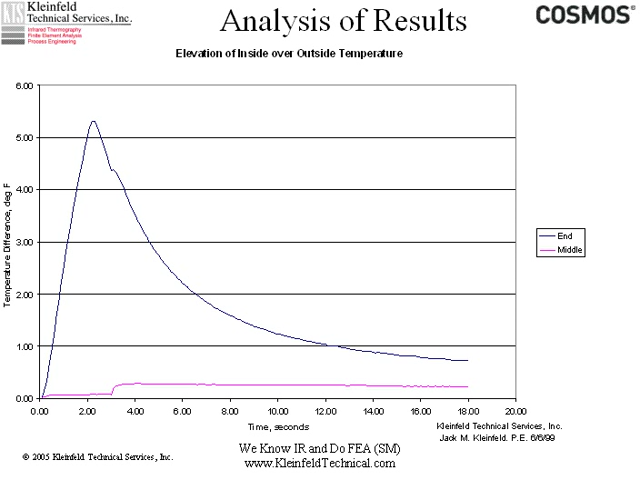 KTS
Kleinfeld
Technical Services, Inc.
Infrared Thermography
Finite Element Analysis
Process Engineering
Analysis of Results
COSMOS®
Elevation of Inside over Outside Temperature
6.00
5.00
4.00
3.00
2.00
1.00
0.00
Temperature Difference, deg F
0.00 2.00 4.00 6.00 8.00 10.00 12.00 14.00 16.00 18.00 20.00
Time, seconds
End
Middle
Kleinfeld Technical Services, Inc.
Jack M. Kleinfeld. P.E. 6/6/99
We Know IR and Do FEA (SM)
www.KleinfeldTechnical.com
© 2005 Kleinfeld Technical Services, Inc.